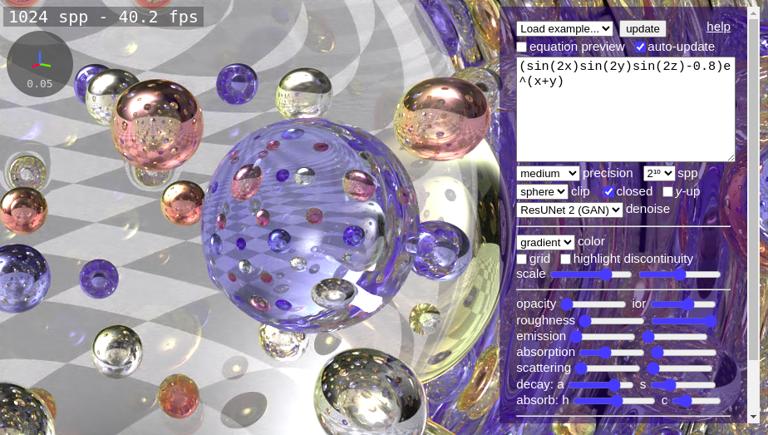 1024 spp - 40.2 fps
0.05
Load example...
update
help
equation preview
auto-update
(sin(2x)sin(2y)sin(2z)-0.8)e
^(x+y)
medium precision 2¹⁰ spp
sphere clip closed y-up
ResUNet 2 (GAN) denoise
gradient color
grid highlight discontinuity
scale
opacity ior
roughness
emission
absorption
scattering
decay: a s
absorb: h c